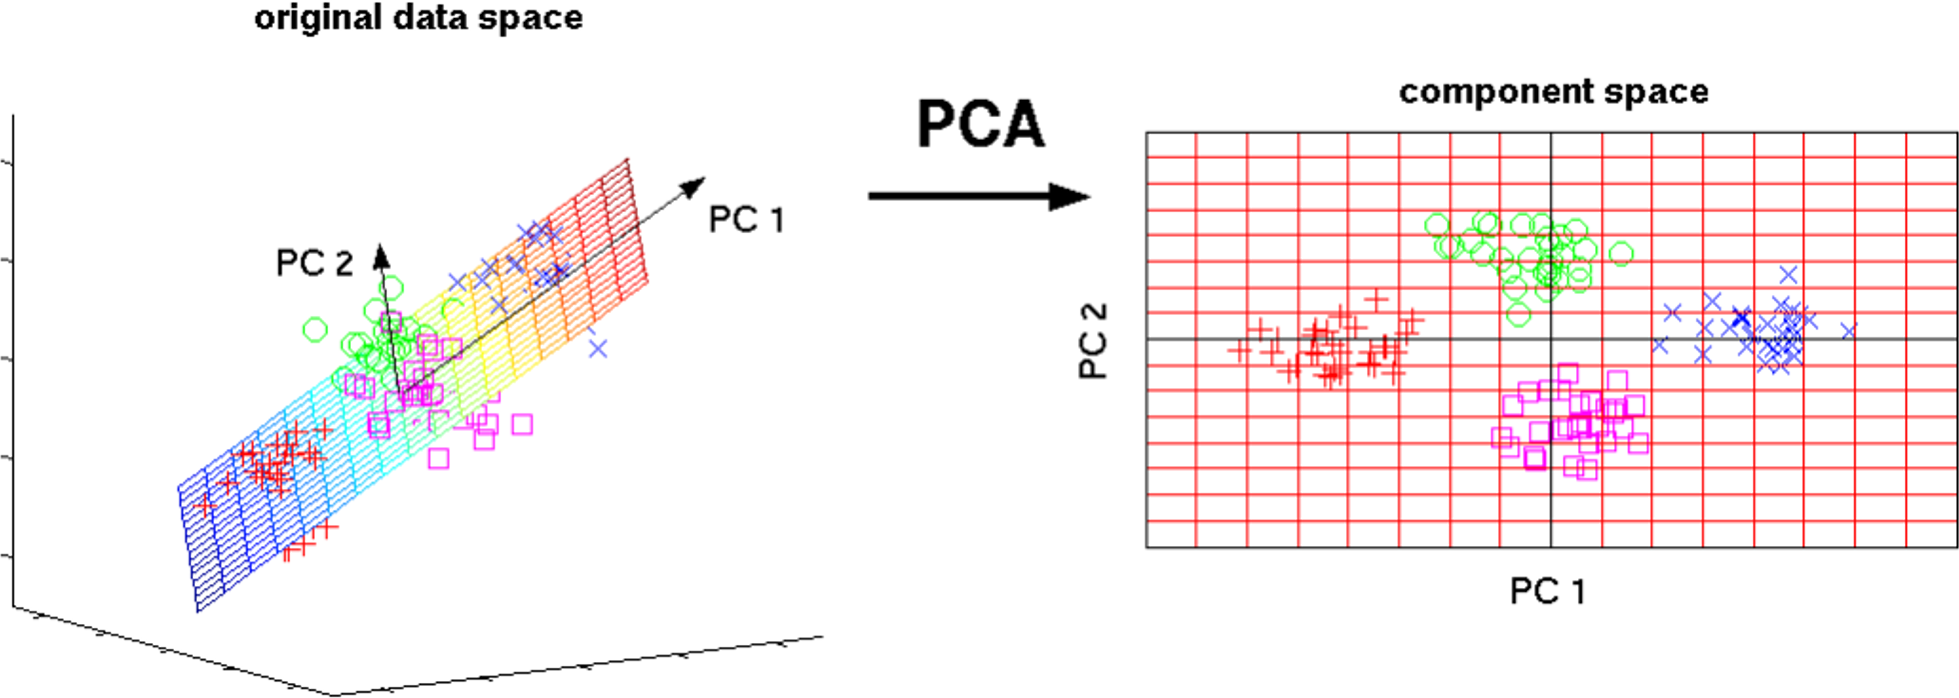 original data space
PC 1
PC 2
PCA
component space
PC 2
PC 1